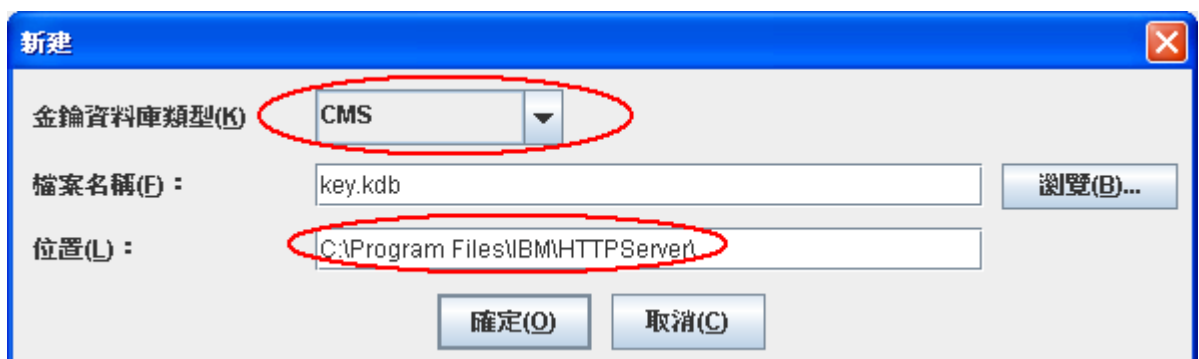 新建
金鑰資料庫類型(K) CMS
檔案名稱(F)： key.kdb 瀏覽(B)...
位置(L)： C:\Program Files\IBM\HTTPServer\
確定(O) 取消(C)